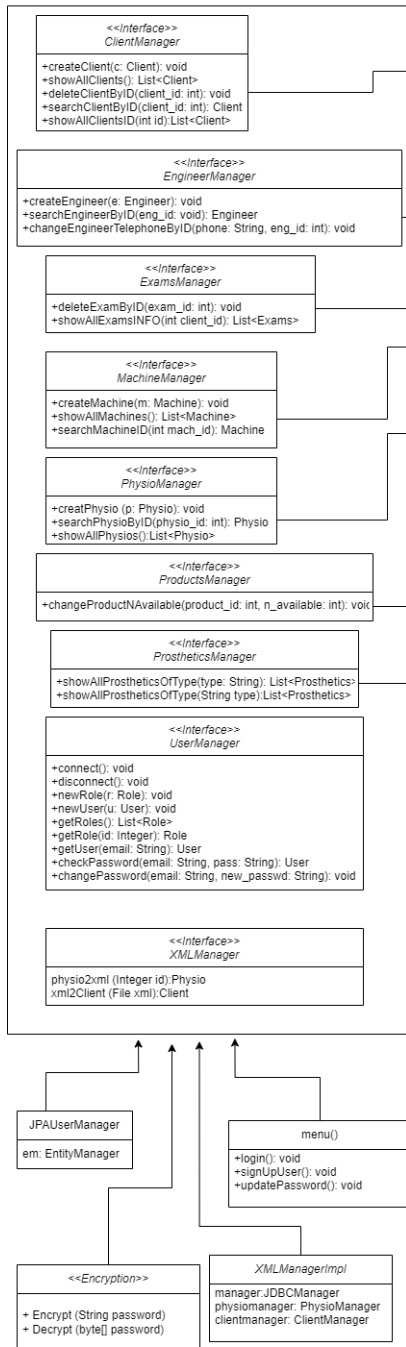 <<Interface>>
ClientManager
+createClient(c: Client): void
+showAllClients(): List<Client>
+deleteClientByID(client_id: int): void
+searchClientByID(client_id: int): Client
+showAllClientsID(int id):List<Client>
<<Interface>>
EngineerManager
+createEngineer(e: Engineer): void
+searchEngineerByID(eng_id: void): Engineer
+changeEngineerTelephoneByID(phone: String, eng_id: int): void
<<Interface>>
ExamsManager
+deleteExamByID(exam_id: int): void
+showAllExamsINFO(int client_id): List<Exams>
<<Interface>>
MachineManager
+createMachine(m: Machine): void
+showAllMachines(): List<Machine>
+searchMachineID(int mach_id): Machine
<<Interface>>
PhysioManager
+creatPhysio (p: Physio): void
+searchPhysioByID(physio_id: int): Physio
+showAllPhysios():List<Physio>
<<Interface>>
ProductsManager
+changeProductNAvailable(product_id: int, n_available: int): void
<<Interface>>
ProstheticsManager
+showAllProstheticsOfType(type: String): List<Prosthetics>
+showAllProstheticsOfType(String type):List<Prosthetics>
<<Interface>>
UserManager
+connect(): void
+disconnect(): void
+newRole(r: Role): void
+newUser(u: User): void
+getRoles(): List<Role>
+getRole(id: Integer): Role
+getUser(email: String): User
+checkPassword(email: String, pass: String): User
+changePassword(email: String, new_passwd: String): void
<<Interface>>
XMLManager
physio2xml (Integer id):Physio
xml2Client (File xml):Client
JPAUserManager
em: EntityManager
menu()
+login(): void
+signUpUser(): void
+updatePassword(): void
<<Encryption>>
+ Encrypt (String password)
+ Decrypt (byte[] password)
XMLManagerImpl
manager:JDBCManager
physiomanager: PhysioManager
clientmanager: ClientManager